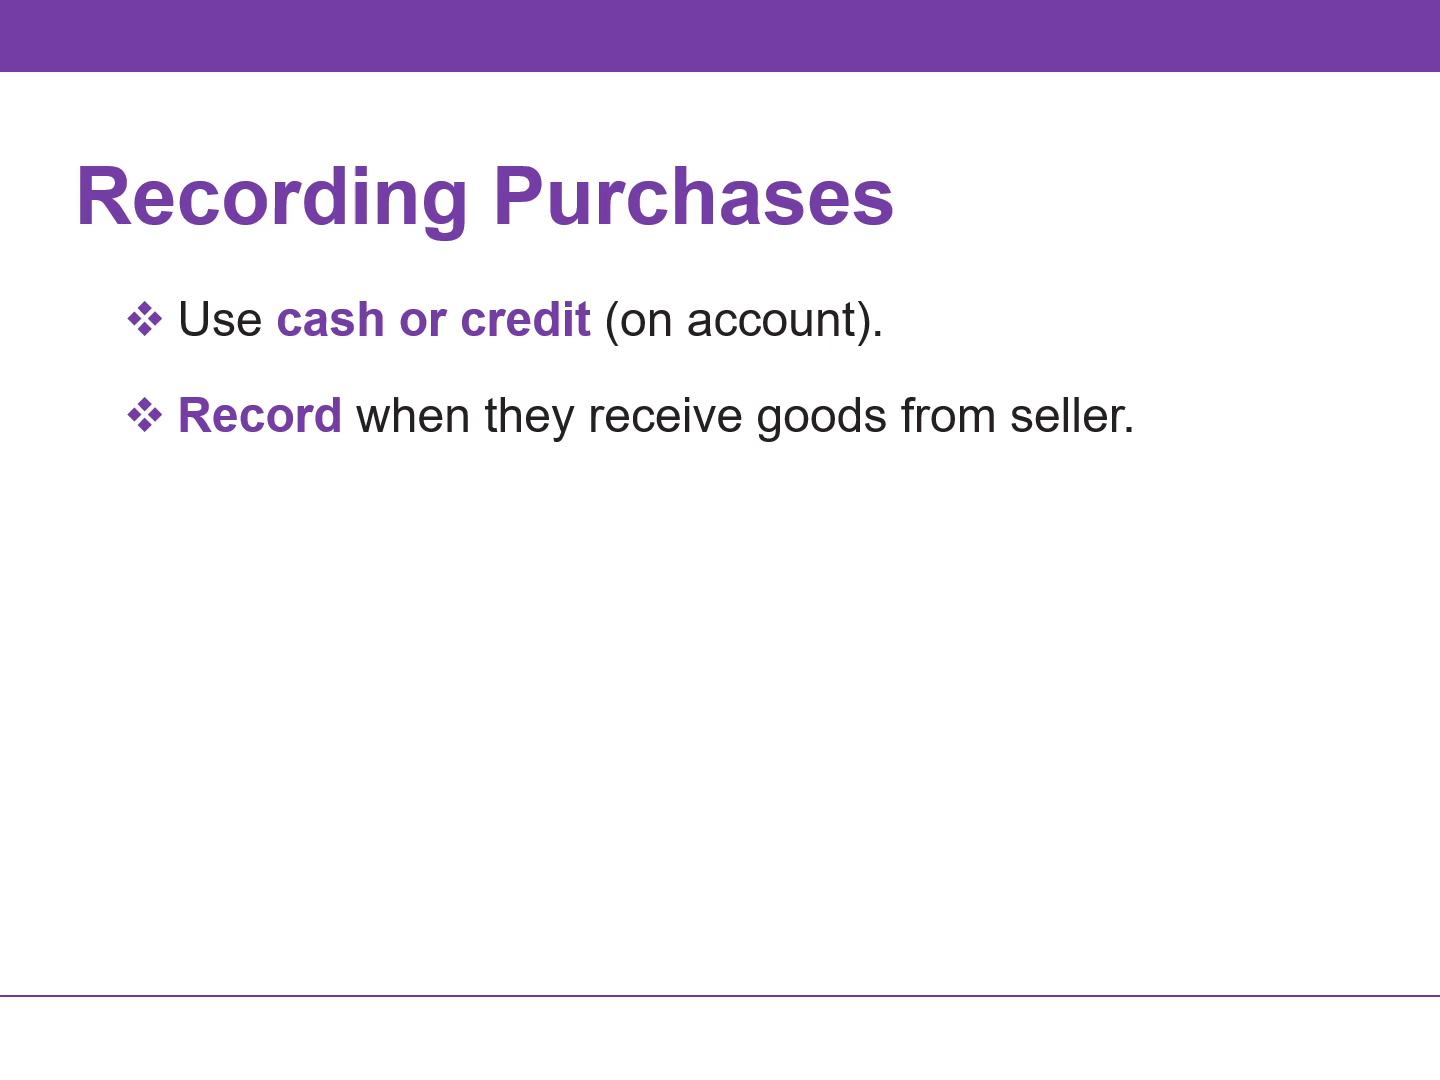 Recording Purchases
❖ Use cash or credit (on account).
❖ Record when they receive goods from seller.